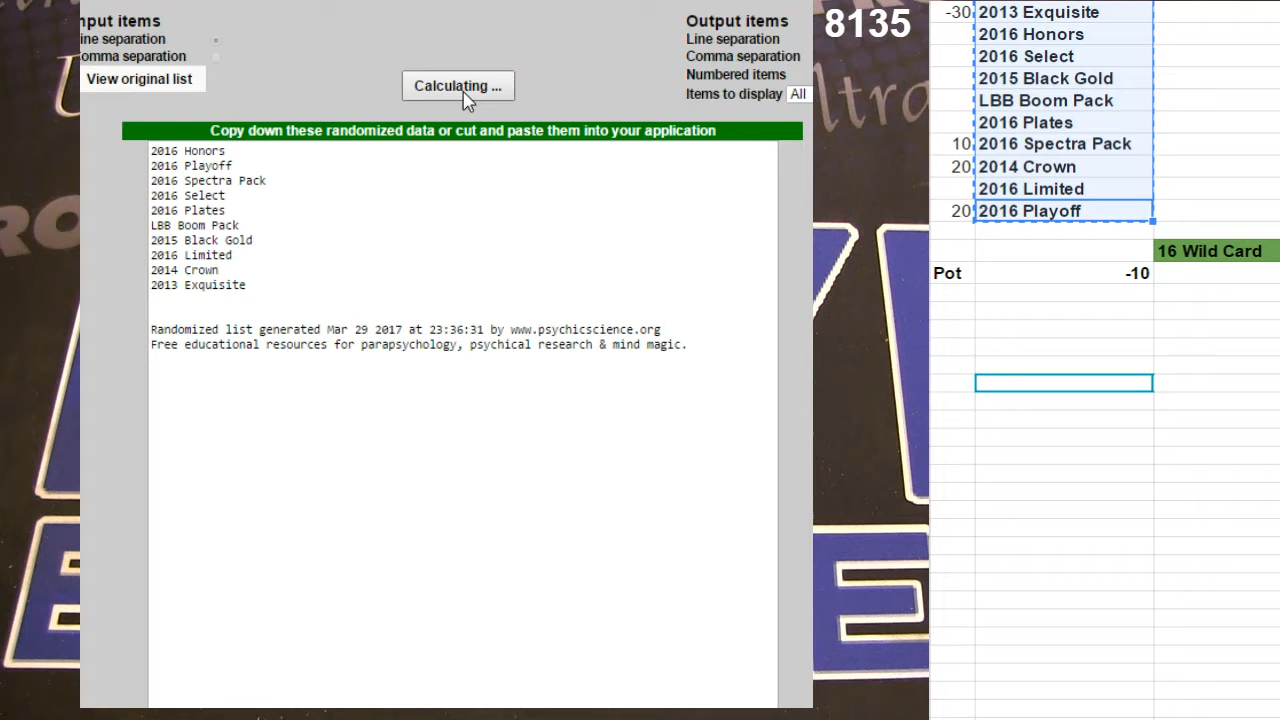 nput items
ine separation
omma separation
View original list
Calculating ...
Output items
Line separation
Comma separation
Numbered items
Items to display All
8135
Copy down these randomized data or cut and paste them into your application
2016 Honors
2016 Playoff
2016 Spectra Pack
2016 Select
2016 Plates
LBB Boom Pack
2015 Black Gold
2016 Limited
2014 Crown
2013 Exquisite
Randomized list generated Mar 29 2017 at 23:36:31 by www.psychicscience.org
Free educational resources for parapsychology, psychical research & mind magic.
-30 2013 Exquisite
2016 Honors
2016 Select
2015 Black Gold
LBB Boom Pack
2016 Plates
10 2016 Spectra Pack
20 2014 Crown
2016 Limited
20 2016 Playoff
16 Wild Card
Pot -10